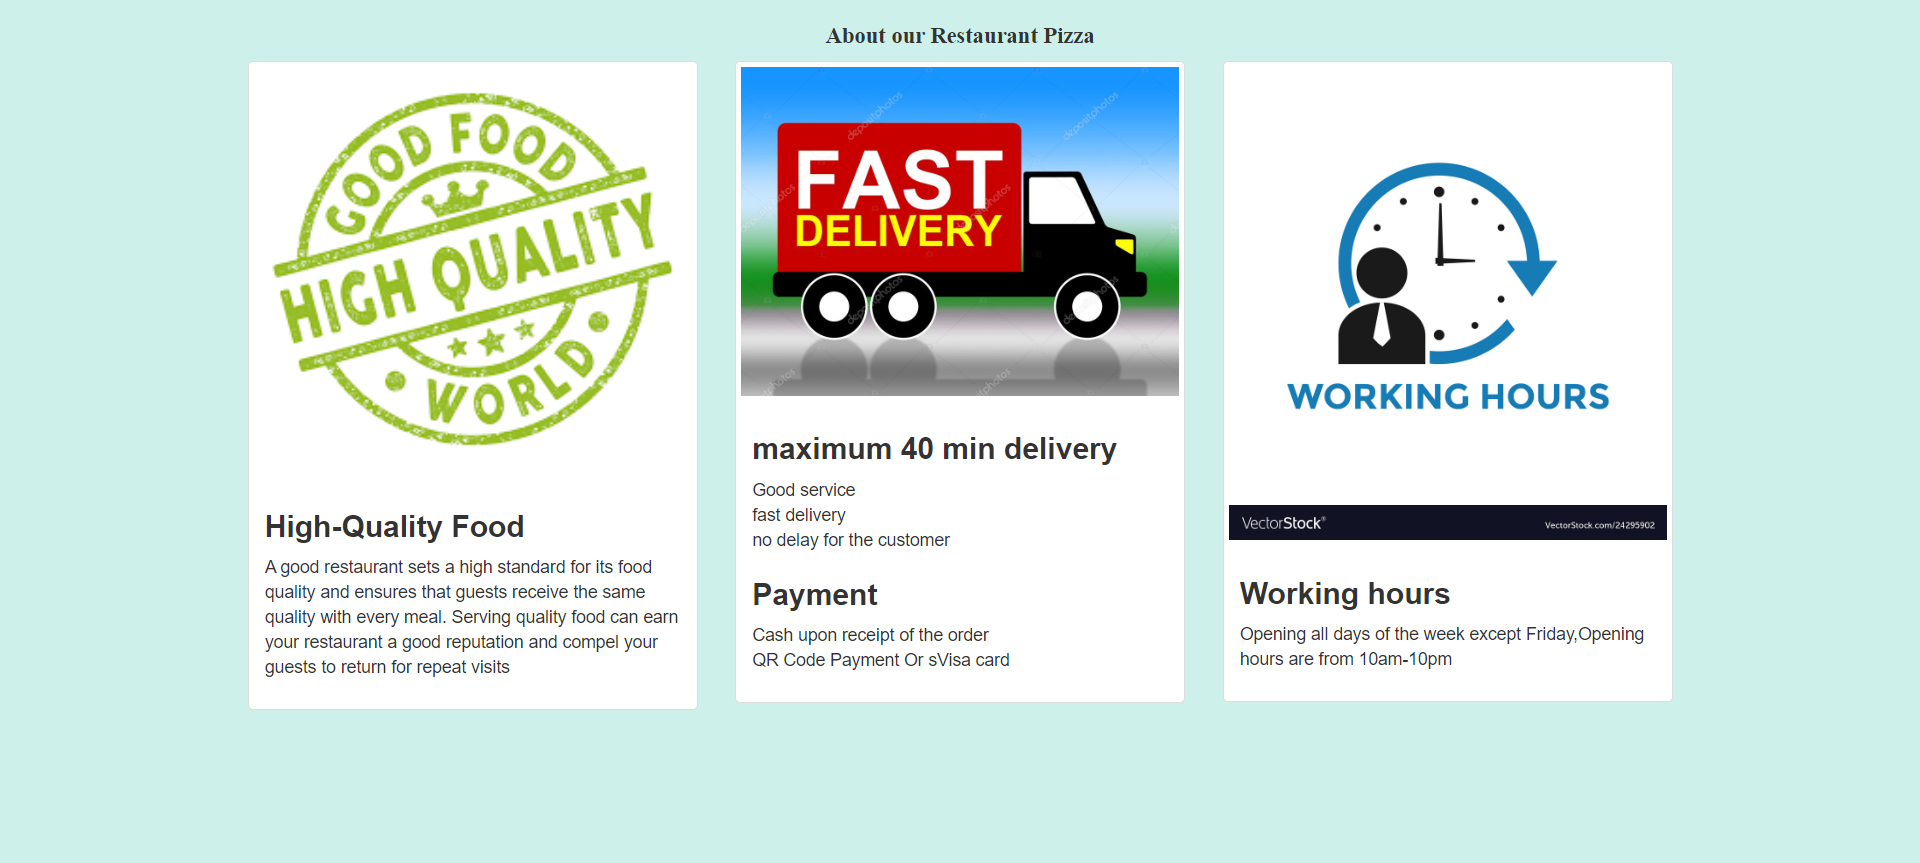 About our Restaurant Pizza
GOOD FOOD
HIGH QUALITY
WORLD
High-Quality Food
A good restaurant sets a high standard for its food
quality and ensures that guests receive the same
quality with every meal. Serving quality food can earn
your restaurant a good reputation and compel your
guests to return for repeat visits
FAST
DELIVERY
depositphotos
depositphotos
maximum 40 min delivery
Good service
fast delivery
no delay for the customer
Payment
Cash upon receipt of the order
QR Code Payment Or sVisa card
WORKING HOURS
VectorStock®
VectorStock.com/24295902
Working hours
Opening all days of the week except Friday,Opening
hours are from 10am-10pm